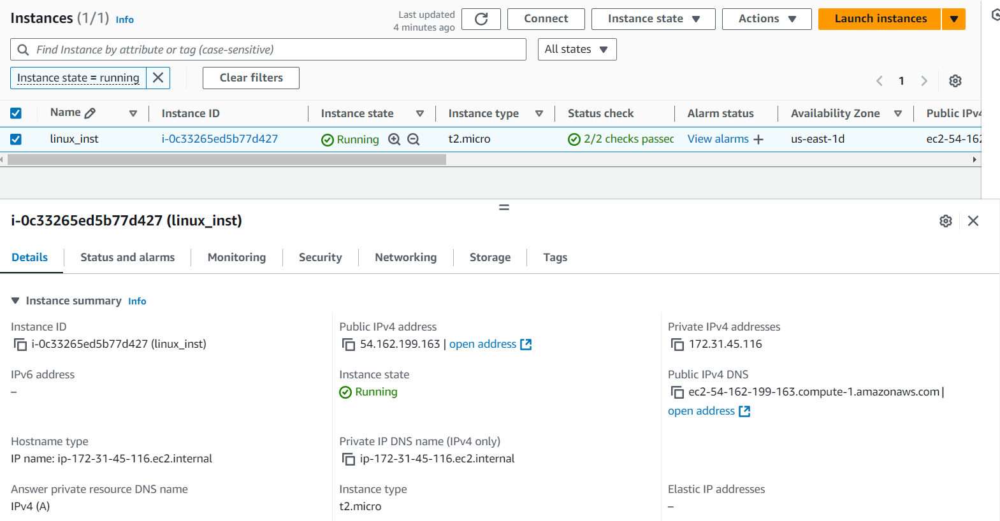 Instances (1/1) Info
Last updated
4 minutes ago
Connect
Instance state
Actions
Launch instances
Find Instance by attribute or tag (case-sensitive)
All states
Instance state = running
Clear filters
1
Name Instance ID Instance state Instance type Status check Alarm status Availability Zone Public IPv4
linux_inst i-0c33265ed5b77d427 Running t2.micro 2/2 checks passed View alarms us-east-1d ec2-54-162
i-0c33265ed5b77d427 (linux_inst)
Details Status and alarms Monitoring Security Networking Storage Tags
Instance summary Info
Instance ID
i-0c33265ed5b77d427 (linux_inst)
Public IPv4 address
54.162.199.163 | open address
Private IPv4 addresses
172.31.45.116
IPv6 address
–
Instance state
Running
Public IPv4 DNS
ec2-54-162-199-163.compute-1.amazonaws.com |
open address
Hostname type
IP name: ip-172-31-45-116.ec2.internal
Private IP DNS name (IPv4 only)
ip-172-31-45-116.ec2.internal
Answer private resource DNS name
IPv4 (A)
Instance type
t2.micro
Elastic IP addresses
–